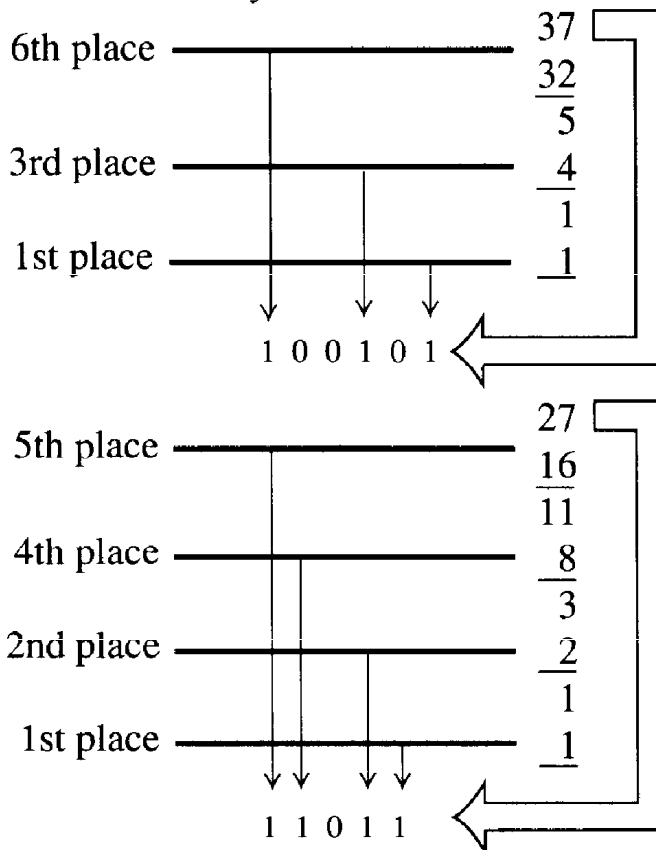 37
6th place
32
5
3rd place 4
1
1st place 1
1 0 0 1 0 1
27
5th place
16
11
4th place 8
3
2nd place 2
1
1st place 1
1 1 0 1 1